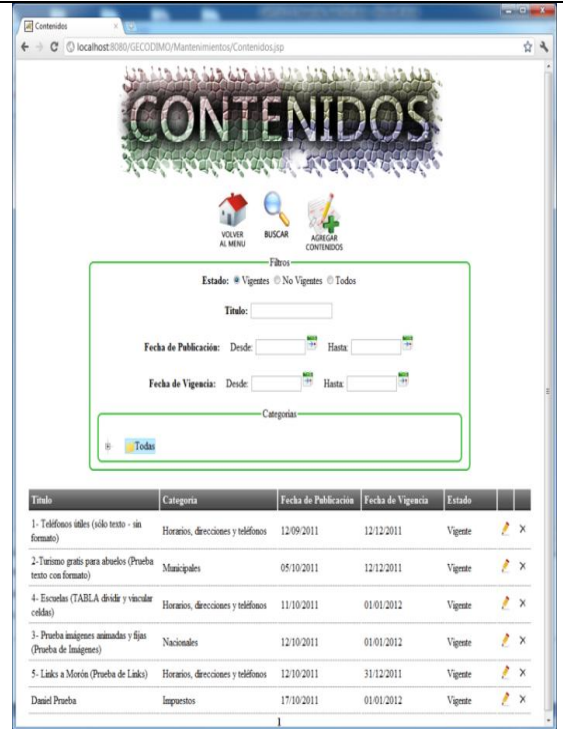 Contenidos
localhost:8080/GECODIMO/Mantenimientos/Contenidos.jsp
CONTENIDOS
VOLVER
AL MENU
BUSCAR
AGREGAR
CONTENIDOS
Filtros
Estado: Vigentes No Vigentes Todos
Titulo:
Fecha de Publicación: Desde: Hasta:
Fecha de Vigencia: Desde: Hasta:
Categorias
Todas
Titulo Categoría Fecha de Publicación Fecha de Vigencia Estado
1- Teléfonos útiles (sólo texto - sin
formato) Horarios, direcciones y teléfonos 12/09/2011 12/12/2011 Vigente
2-Turismo gratis para abuelos (Prueba
texto con formato) Municipales 05/10/2011 12/12/2011 Vigente
4- Escuelas (TABLA dividir y vincular
celdas) Horarios, direcciones y teléfonos 11/10/2011 01/01/2012 Vigente
3- Prueba imágenes animadas y fijas
(Prueba de Imágenes) Nacionales 12/10/2011 01/01/2012 Vigente
5- Links a Morón (Prueba de Links) Horarios, direcciones y teléfonos 12/10/2011 31/12/2011 Vigente
Daniel Prueba Impuestos 17/10/2011 01/01/2012 Vigente
1